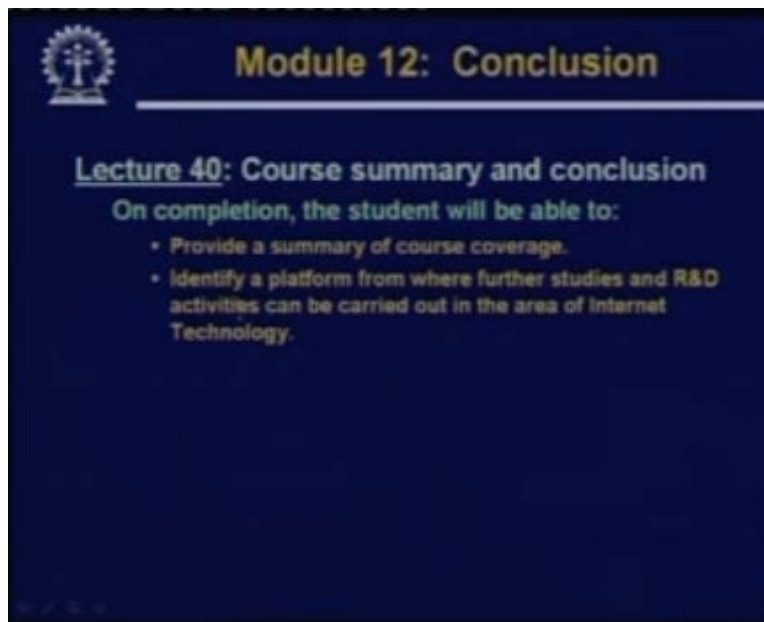 Module 12: Conclusion
Lecture 40: Course summary and conclusion
On completion, the student will be able to:
• Provide a summary of course coverage.
• Identify a platform from where further studies and R&D
activities can be carried out in the area of Internet
Technology.